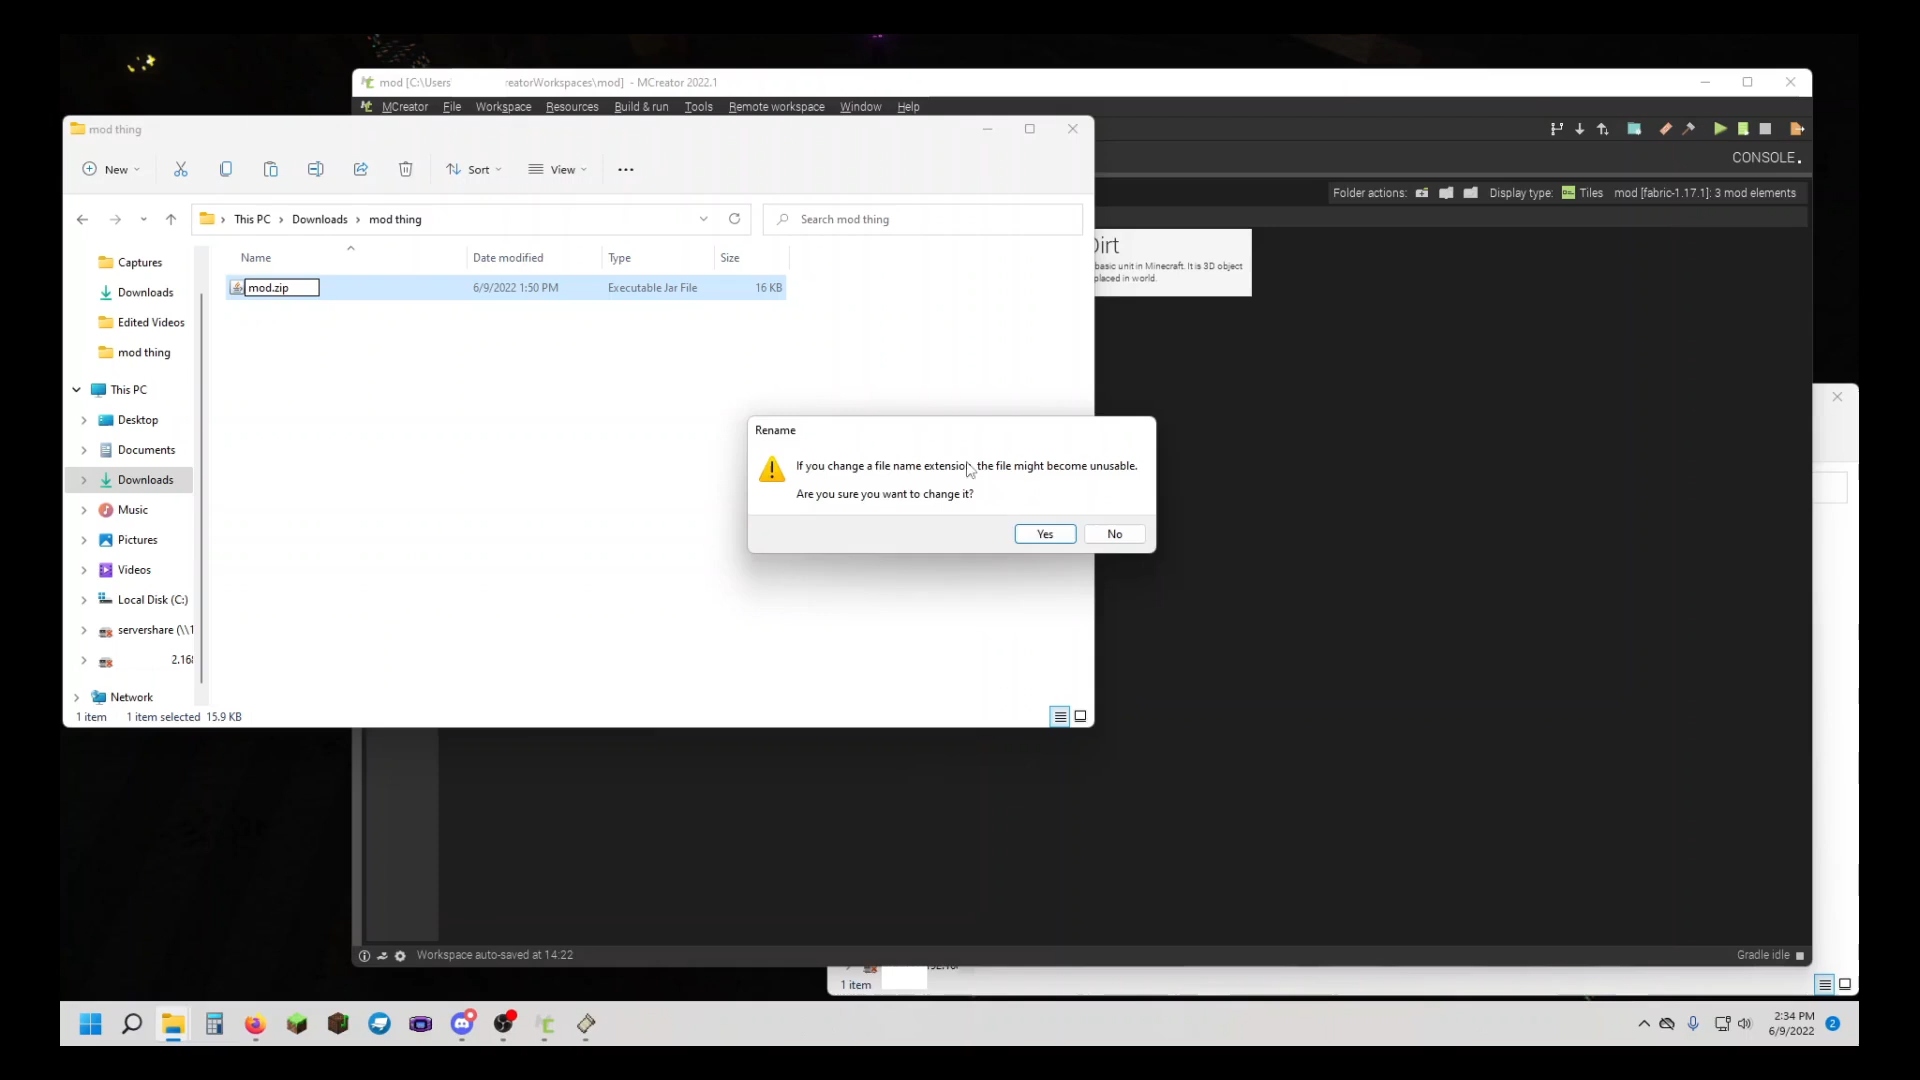 mod [C:\Users
reatorWorkspaces\mod] - MCreator 2022.1
MCreator File Workspace Resources Build & run Tools Remote workspace Window Help
mod thing
New
Sort
View
CONSOLE
Folder actions:
Display type:
Tiles
mod [fabric-1.17.1]: 3 mod elements
This PC > Downloads > mod thing
Search mod thing
Name
Date modified
Type
Size
mod.zip
6/9/2022 1:50 PM
Executable Jar File
16 KB
Dirt
basic unit in Minecraft. It is 3D object
placed in world.
Captures
Downloads
Edited Videos
mod thing
This PC
Desktop
Documents
Downloads
Music
Pictures
Videos
Local Disk (C:)
servershare (\\1
2.168
Network
1 item
1 item selected 15.9 KB
Rename
If you change a file name extension, the file might become unusable.
Are you sure you want to change it?
Yes
No
Workspace auto-saved at 14:22
Gradle idle
1 item
2:34 PM
6/9/2022
2